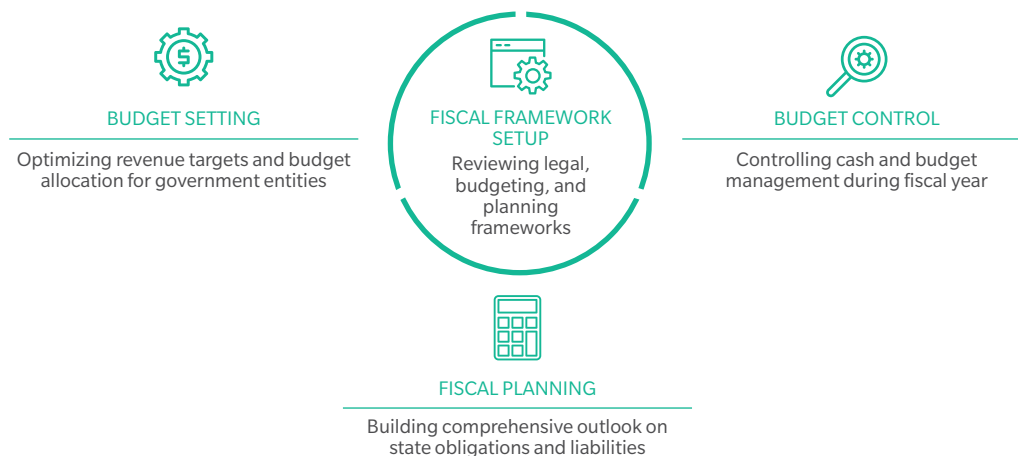 BUDGET SETTING
Optimizing revenue targets and budget
allocation for government entities
FISCAL FRAMEWORK
SETUP
Reviewing legal,
budgeting, and
planning
frameworks
BUDGET CONTROL
Controlling cash and budget
management during fiscal year
FISCAL PLANNING
Building comprehensive outlook on
state obligations and liabilities